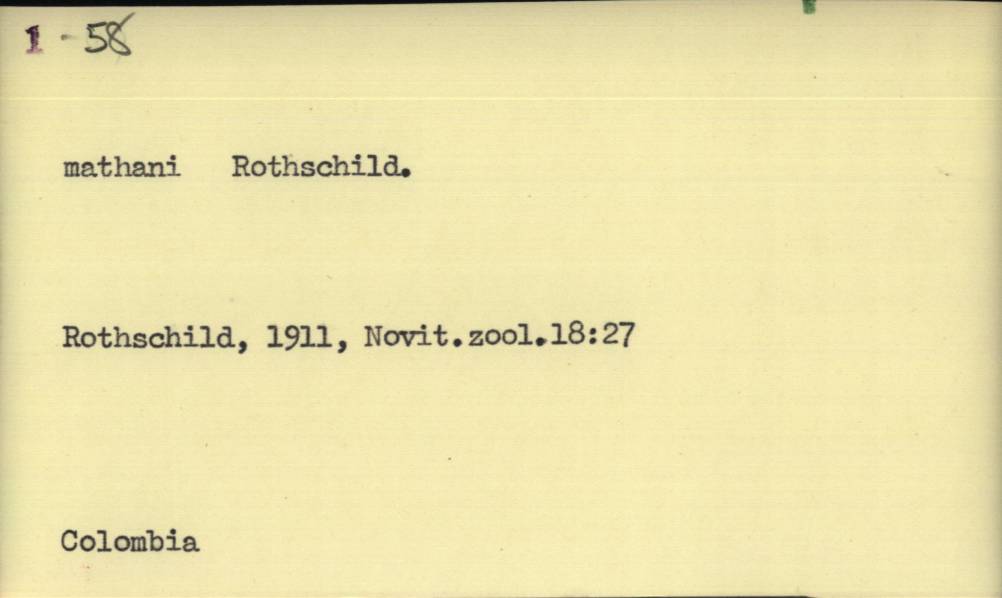 1 - 58
mathani Rothschild.
Rothschild, 1911, Novit.zool.18:27
Colombia